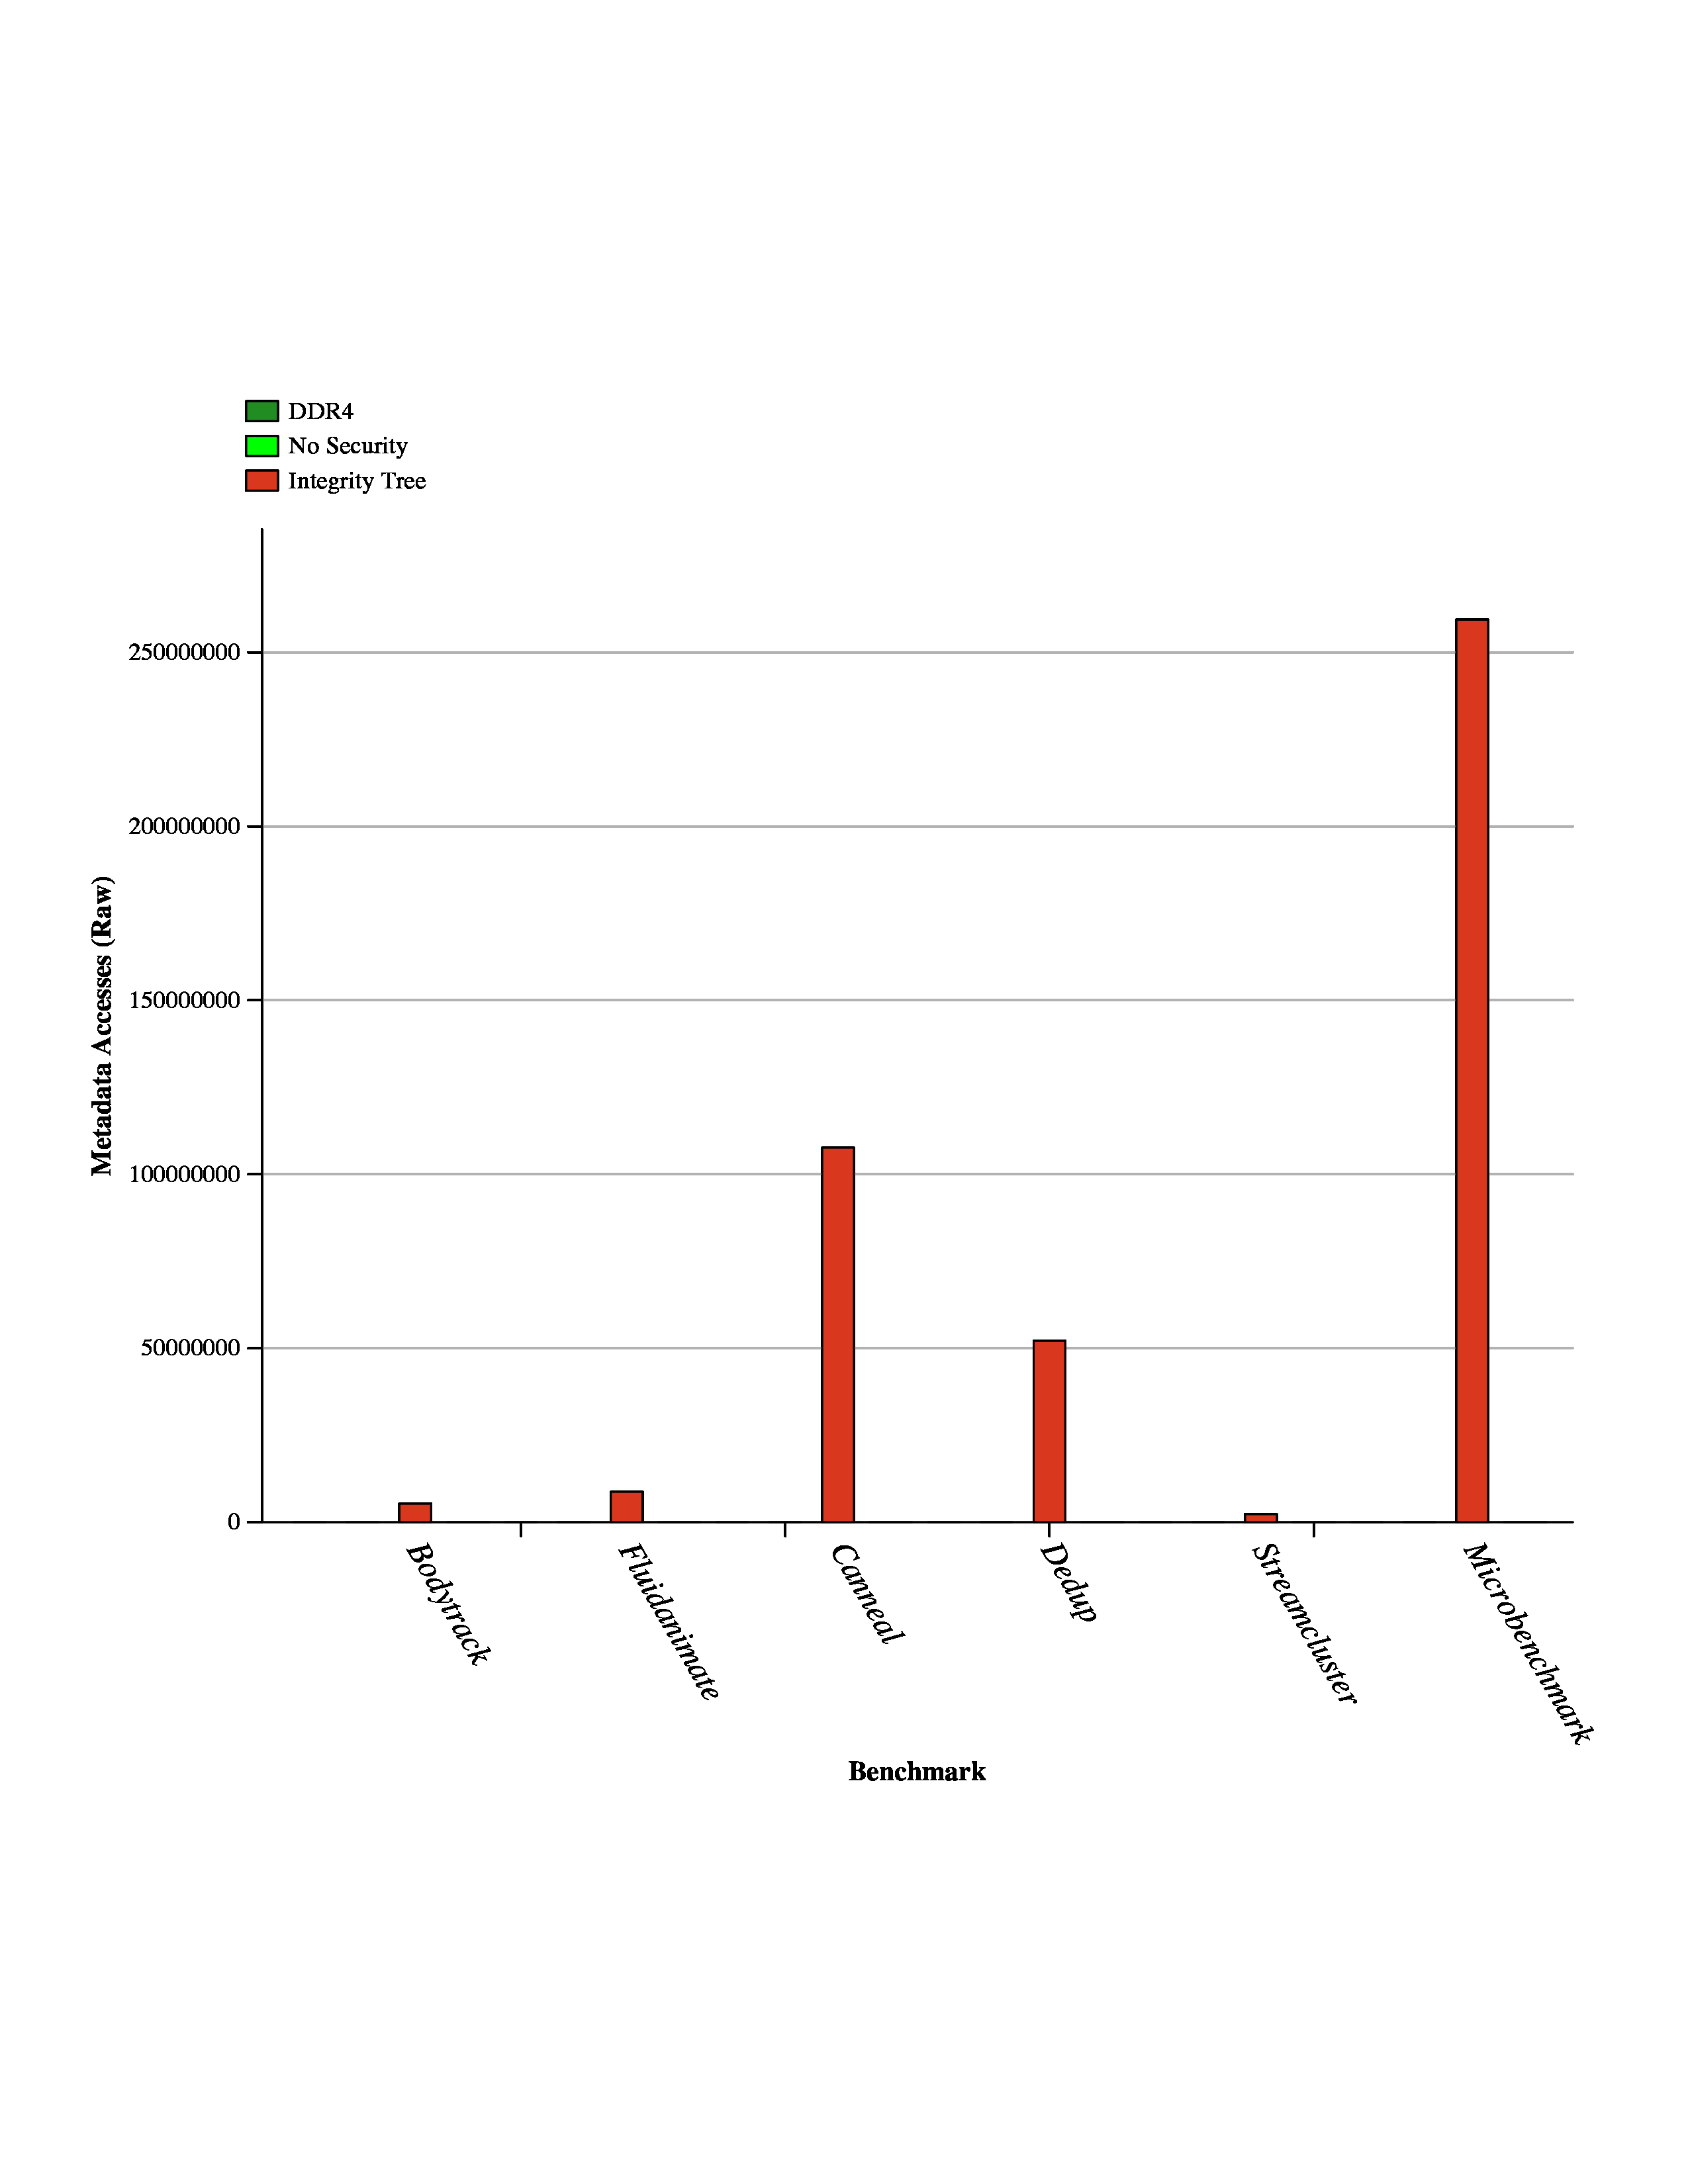 DDR4
No Security
Integrity Tree
Metadata Accesses (Raw)
250000000
200000000
150000000
100000000
50000000
0
Bodytrack
Fluidanimate
Canneal
Dedup
Streamcluster
Microbenchmark
Benchmark